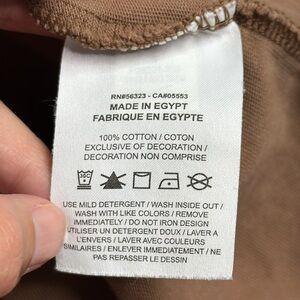 RN#56323 - CA#05553
MADE IN EGYPT
FABRIQUE EN EGYPTE
100% COTTON / COTON
EXCLUSIVE OF DECORATION /
DECORATION NON COMPRISE
USE MILD DETERGENT / WASH INSIDE OUT /
WASH WITH LIKE COLORS / REMOVE
IMMEDIATELY / DO NOT IRON DESIGN
UTILISER UN DETERGENT DOUX / LAVER A
L'ENVERS / LAVER AVEC COULEURS
SIMILAIRES / ENLEVER IMMEDIATEMENT / NE
PAS REPASSER LE DESSIN